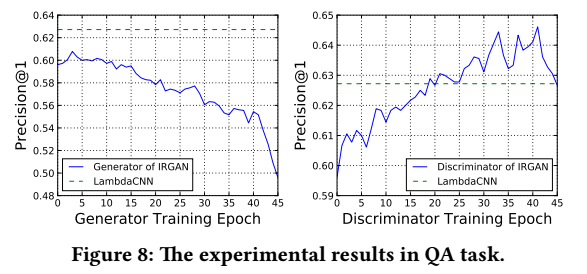 0.64
0.62
0.60
0.58
0.56
0.54
0.52
0.50
0.48
Precision@1
Generator of IRGAN
LambdaCNN
0 5 10 15 20 25 30 35 40 45
Generator Training Epoch
0.65
0.64
0.63
0.62
0.61
0.60
0.59
Precision@1
Discriminator of IRGAN
LambdaCNN
0 5 10 15 20 25 30 35 40 45
Discriminator Training Epoch
Figure 8: The experimental results in QA task.